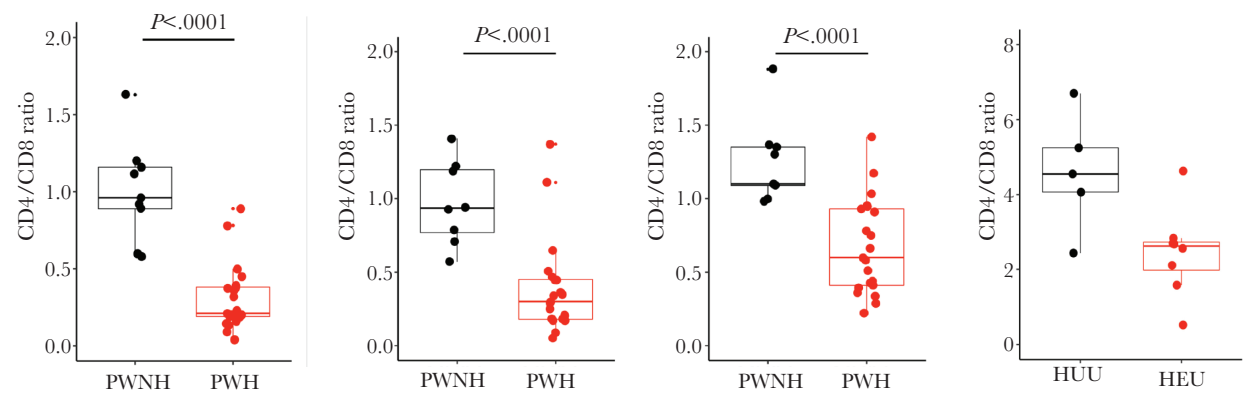 P<.0001
CD4/CD8 ratio
2.0
1.5
1.0
0.5
0.0
PWNH PWH
P<.0001
CD4/CD8 ratio
2.0
1.5
1.0
0.5
0.0
PWNH PWH
P<.0001
CD4/CD8 ratio
2.0
1.5
1.0
0.5
0.0
PWNH PWH
CD4/CD8 ratio
8
6
4
2
0
HUU HEU